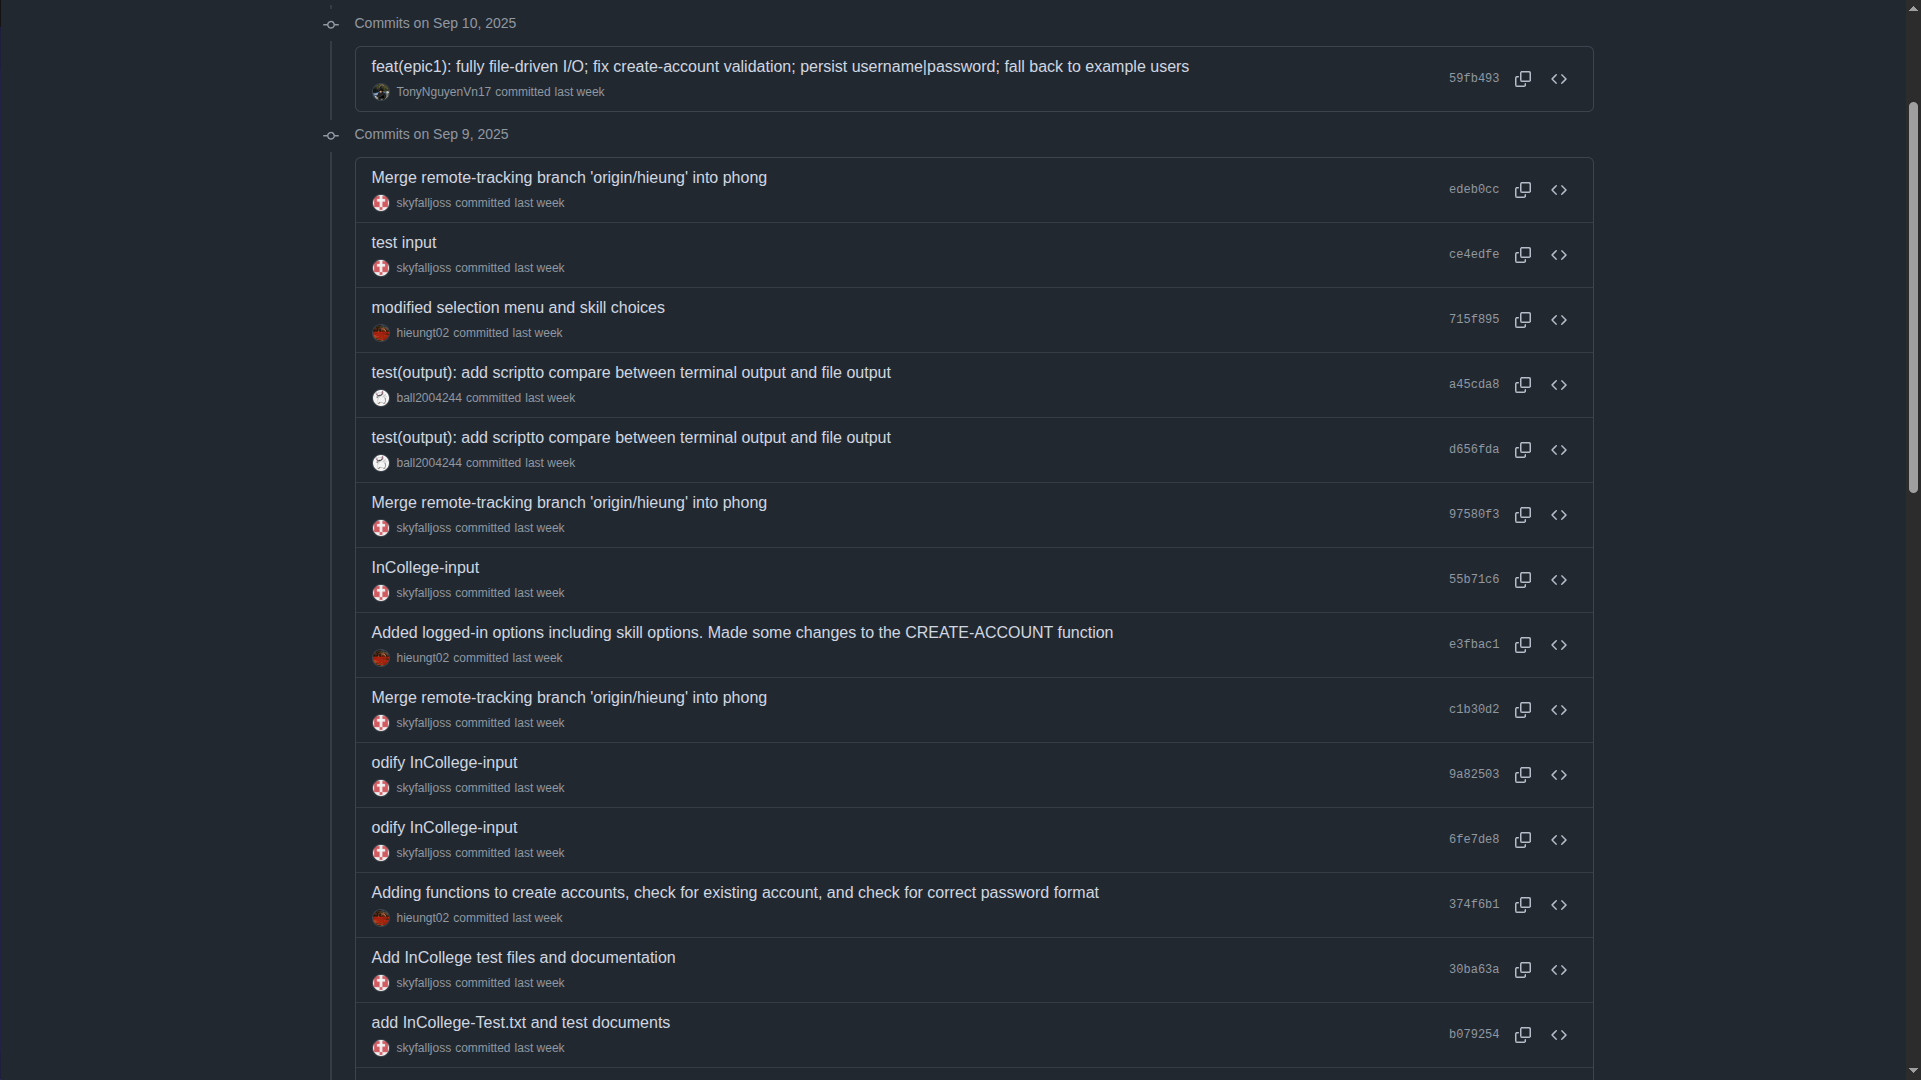 Commits on Sep 10, 2025
feat(epic1): fully file-driven I/O; fix create-account validation; persist username|password; fall back to example users
59fb493
TonyNguyenVn17 committed last week
Commits on Sep 9, 2025
Merge remote-tracking branch 'origin/hieung' into phong
edeb0cc
skyfalljoss committed last week
test input
ce4edfe
skyfalljoss committed last week
modified selection menu and skill choices
715f895
hieungt02 committed last week
test(output): add scriptto compare between terminal output and file output
a45cda8
ball2004244 committed last week
test(output): add scriptto compare between terminal output and file output
d656fda
ball2004244 committed last week
Merge remote-tracking branch 'origin/hieung' into phong
97580f3
skyfalljoss committed last week
InCollege-input
55b71c6
skyfalljoss committed last week
Added logged-in options including skill options. Made some changes to the CREATE-ACCOUNT function
e3fbac1
hieungt02 committed last week
Merge remote-tracking branch 'origin/hieung' into phong
c1b30d2
skyfalljoss committed last week
odify InCollege-input
9a82503
skyfalljoss committed last week
odify InCollege-input
6fe7de8
skyfalljoss committed last week
Adding functions to create accounts, check for existing account, and check for correct password format
374f6b1
hieungt02 committed last week
Add InCollege test files and documentation
30ba63a
skyfalljoss committed last week
add InCollege-Test.txt and test documents
b079254
skyfalljoss committed last week